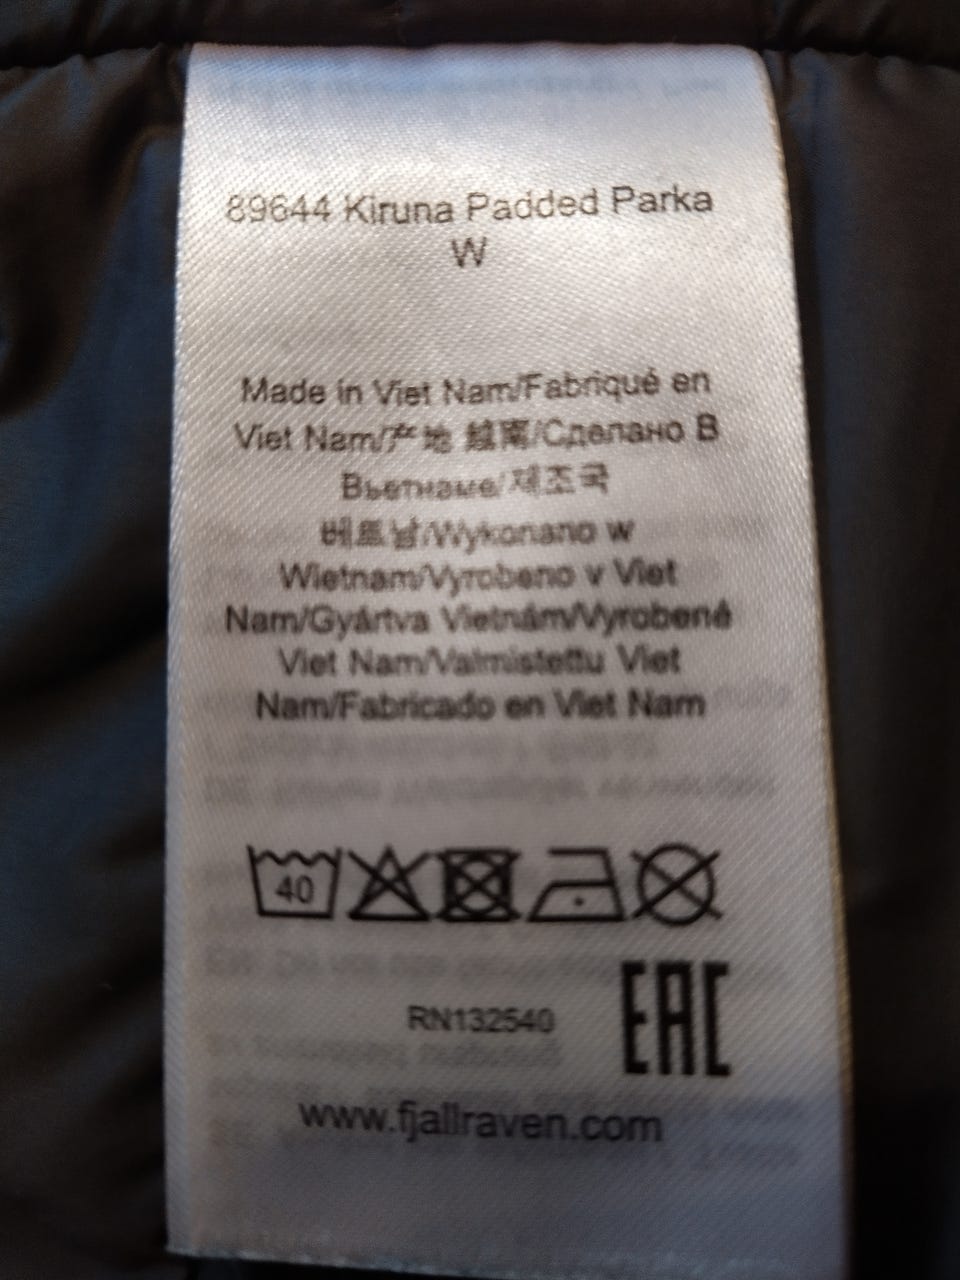 89644 Kiruna Padded Parka
W
Made in Viet Nam/Fabriqué en
Viet Nam/产地 越南/Сделано В
Вьетнаме/제조국
베트남/Wykonano w
Wietnam/Vyrobeno v Viet
Nam/Gyártva Vietnám/Vyrobené
Viet Nam/Valmistettu Viet
Nam/Fabricado en Viet Nam
40
RN132540
EAC
www.fjallraven.com